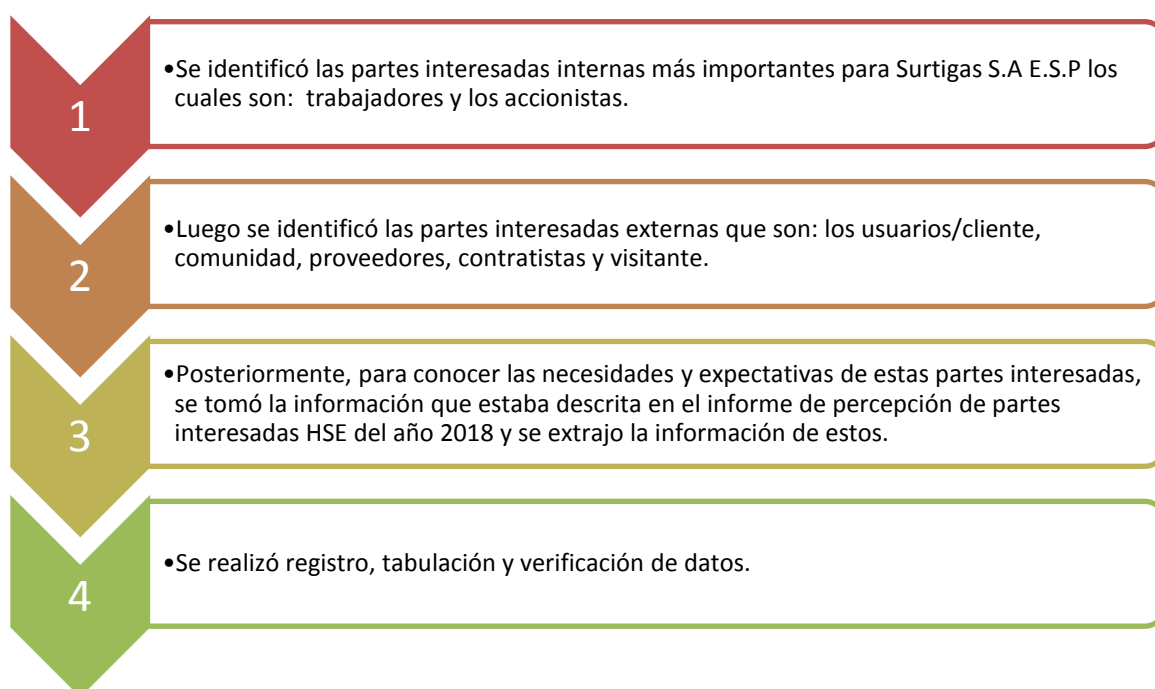 1
•Se identificó las partes interesadas internas más importantes para Surtigas S.A E.S.P los
cuales son: trabajadores y los accionistas.
2
•Luego se identificó las partes interesadas externas que son: los usuarios/cliente,
comunidad, proveedores, contratistas y visitante.
3
•Posteriormente, para conocer las necesidades y expectativas de estas partes interesadas,
se tomó la información que estaba descrita en el informe de percepción de partes
interesadas HSE del año 2018 y se extrajo la información de estos.
4
•Se realizó registro, tabulación y verificación de datos.